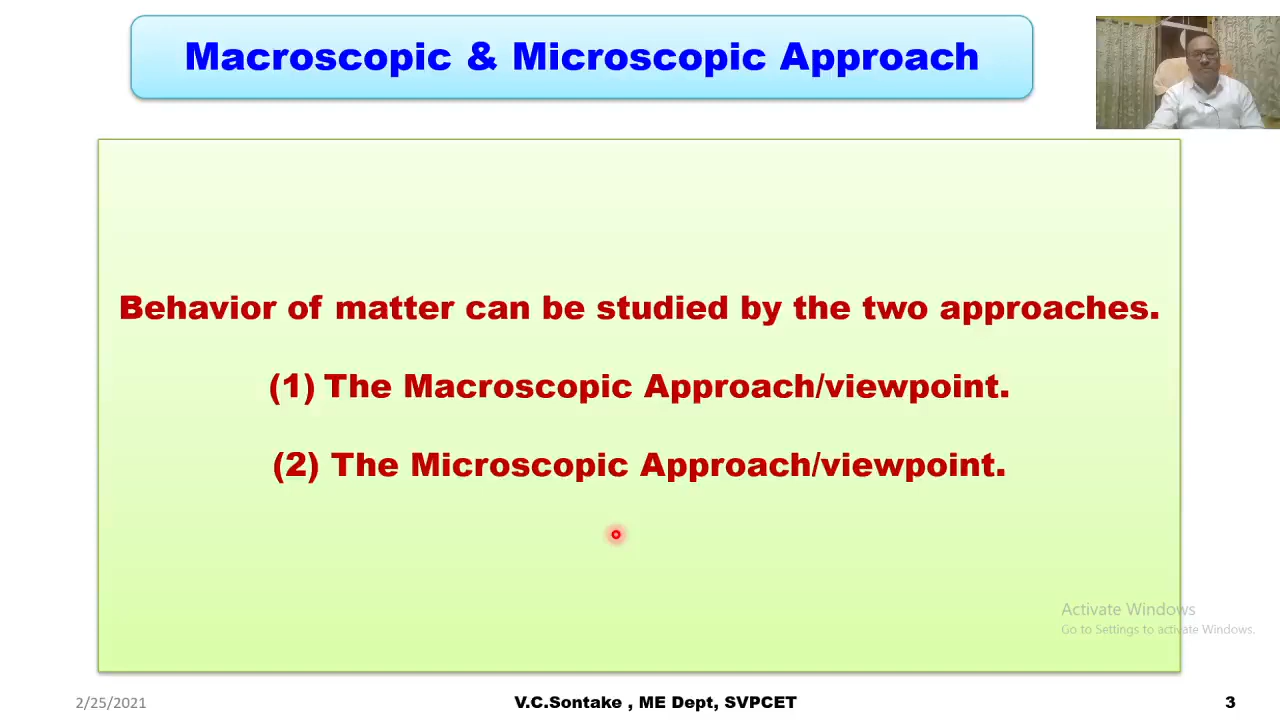 Macroscopic & Microscopic Approach
Behavior of matter can be studied by the two approaches.
(1) The Macroscopic Approach/viewpoint.
(2) The Microscopic Approach/viewpoint.
Activate Windows
Go to Settings to activate Windows.
2/25/2021
V.C.Sontake , ME Dept, SVPCET
3